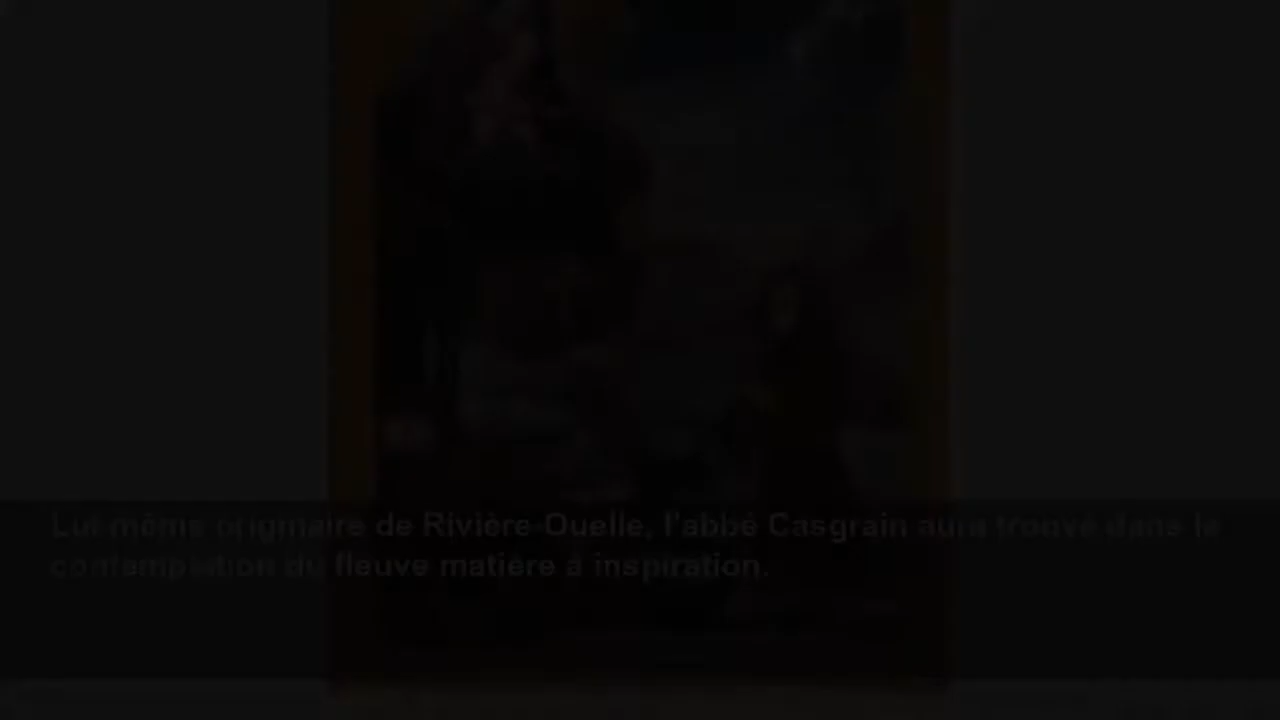 Lui-même originaire de Rivière-Ouelle, l'abbé Casgrain aura trouvé dans la
contemplation du fleuve matière à inspiration.